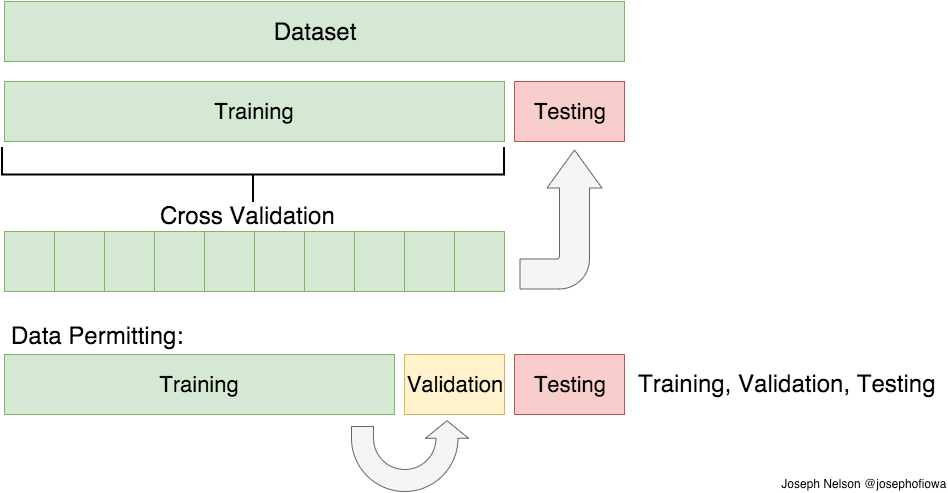 Dataset
Training Testing
Cross Validation
Data Permitting:
Training Validation Testing Training, Validation, Testing
Joseph Nelson @josephofiowa